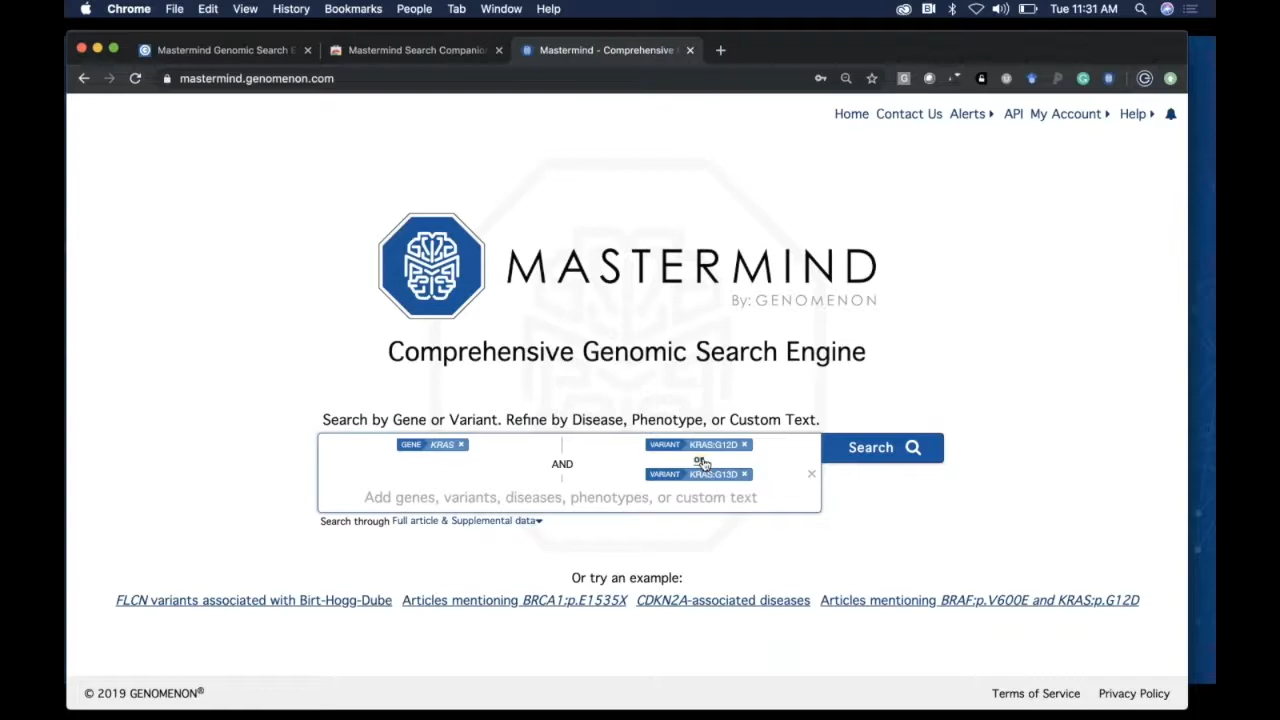 Chrome File Edit View History Bookmarks People Tab Window Help Tue 11:31 AM
Mastermind Genomic Search E Mastermind Search Companio Mastermind - Comprehensive
mastermind.genomenon.com
Home Contact Us Alerts API My Account Help
MASTERMIND
By: GENOMENON
Comprehensive Genomic Search Engine
Search by Gene or Variant. Refine by Disease, Phenotype, or Custom Text.
GENE KRAS VARIANT KRAS:G12D
AND or
VARIANT KRAS:G13D
Search
Add genes, variants, diseases, phenotypes, or custom text
Search through Full article & Supplemental data
Or try an example:
FLCN variants associated with Birt-Hogg-Dube Articles mentioning BRCA1:p.E1535X CDKN2A-associated diseases Articles mentioning BRAF:p.V600E and KRAS:p.G12D
© 2019 GENOMENON® Terms of Service Privacy Policy